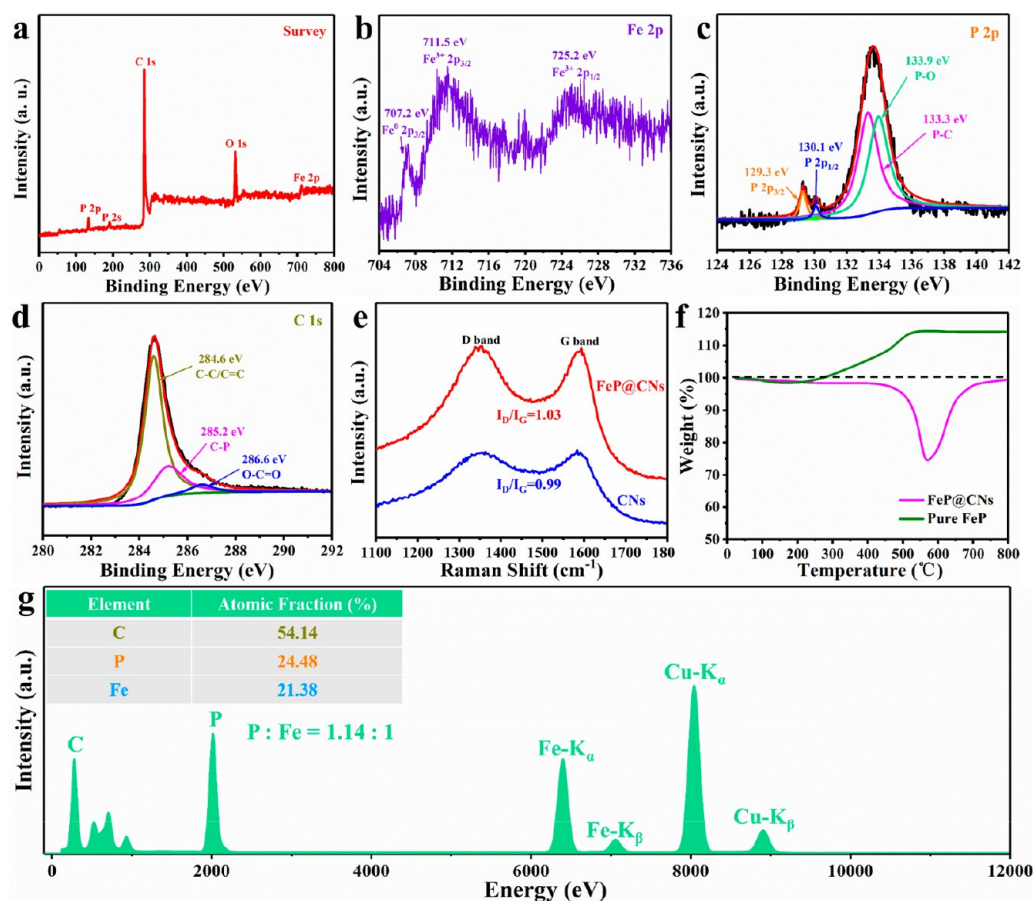 a
Survey
C 1s
O 1s
Fe 2p
P 2p
P 2s
Intensity (a. u.)
0 100 200 300 400 500 600 700 800
Binding Energy (eV)
b
Fe 2p
711.5 eV
Fe³⁺ 2p₃/₂
725.2 eV
Fe³⁺ 2p₁/₂
707.2 eV
Fe⁰ 2p₃/₂
Intensity (a.u.)
704 708 712 716 720 724 728 732 736
Binding Energy (eV)
c
P 2p
133.9 eV
P-O
133.3 eV
P-C
130.1 eV
P 2p₁/₂
129.3 eV
P 2p₃/₂
Intensity (a.u.)
124 126 128 130 132 134 136 138 140 142
Binding Energy (eV)
d
C 1s
284.6 eV
C-C/C=C
285.2 eV
C-P
286.6 eV
O-C=O
Intensity (a.u.)
280 282 284 286 288 290 292
Binding Energy (eV)
e
D band
G band
FeP@CNs
I_D/I_G=1.03
CNs
I_D/I_G=0.99
Intensity (a.u.)
1100 1200 1300 1400 1500 1600 1700 180
Raman Shift (cm⁻¹)
f
120
110
100
90
80
70
60
50
Weight (%)
FeP@CNs
Pure FeP
0 100 200 300 400 500 600 700 800
Temperature (℃)
g
Element Atomic Fraction (%)
C 54.14
P 24.48
Fe 21.38
P : Fe = 1.14 : 1
C
P
Fe-Kα
Fe-Kβ
Cu-Kα
Cu-Kβ
Intensity (a.u.)
0 2000 4000 6000 8000 10000 12000
Energy (eV)